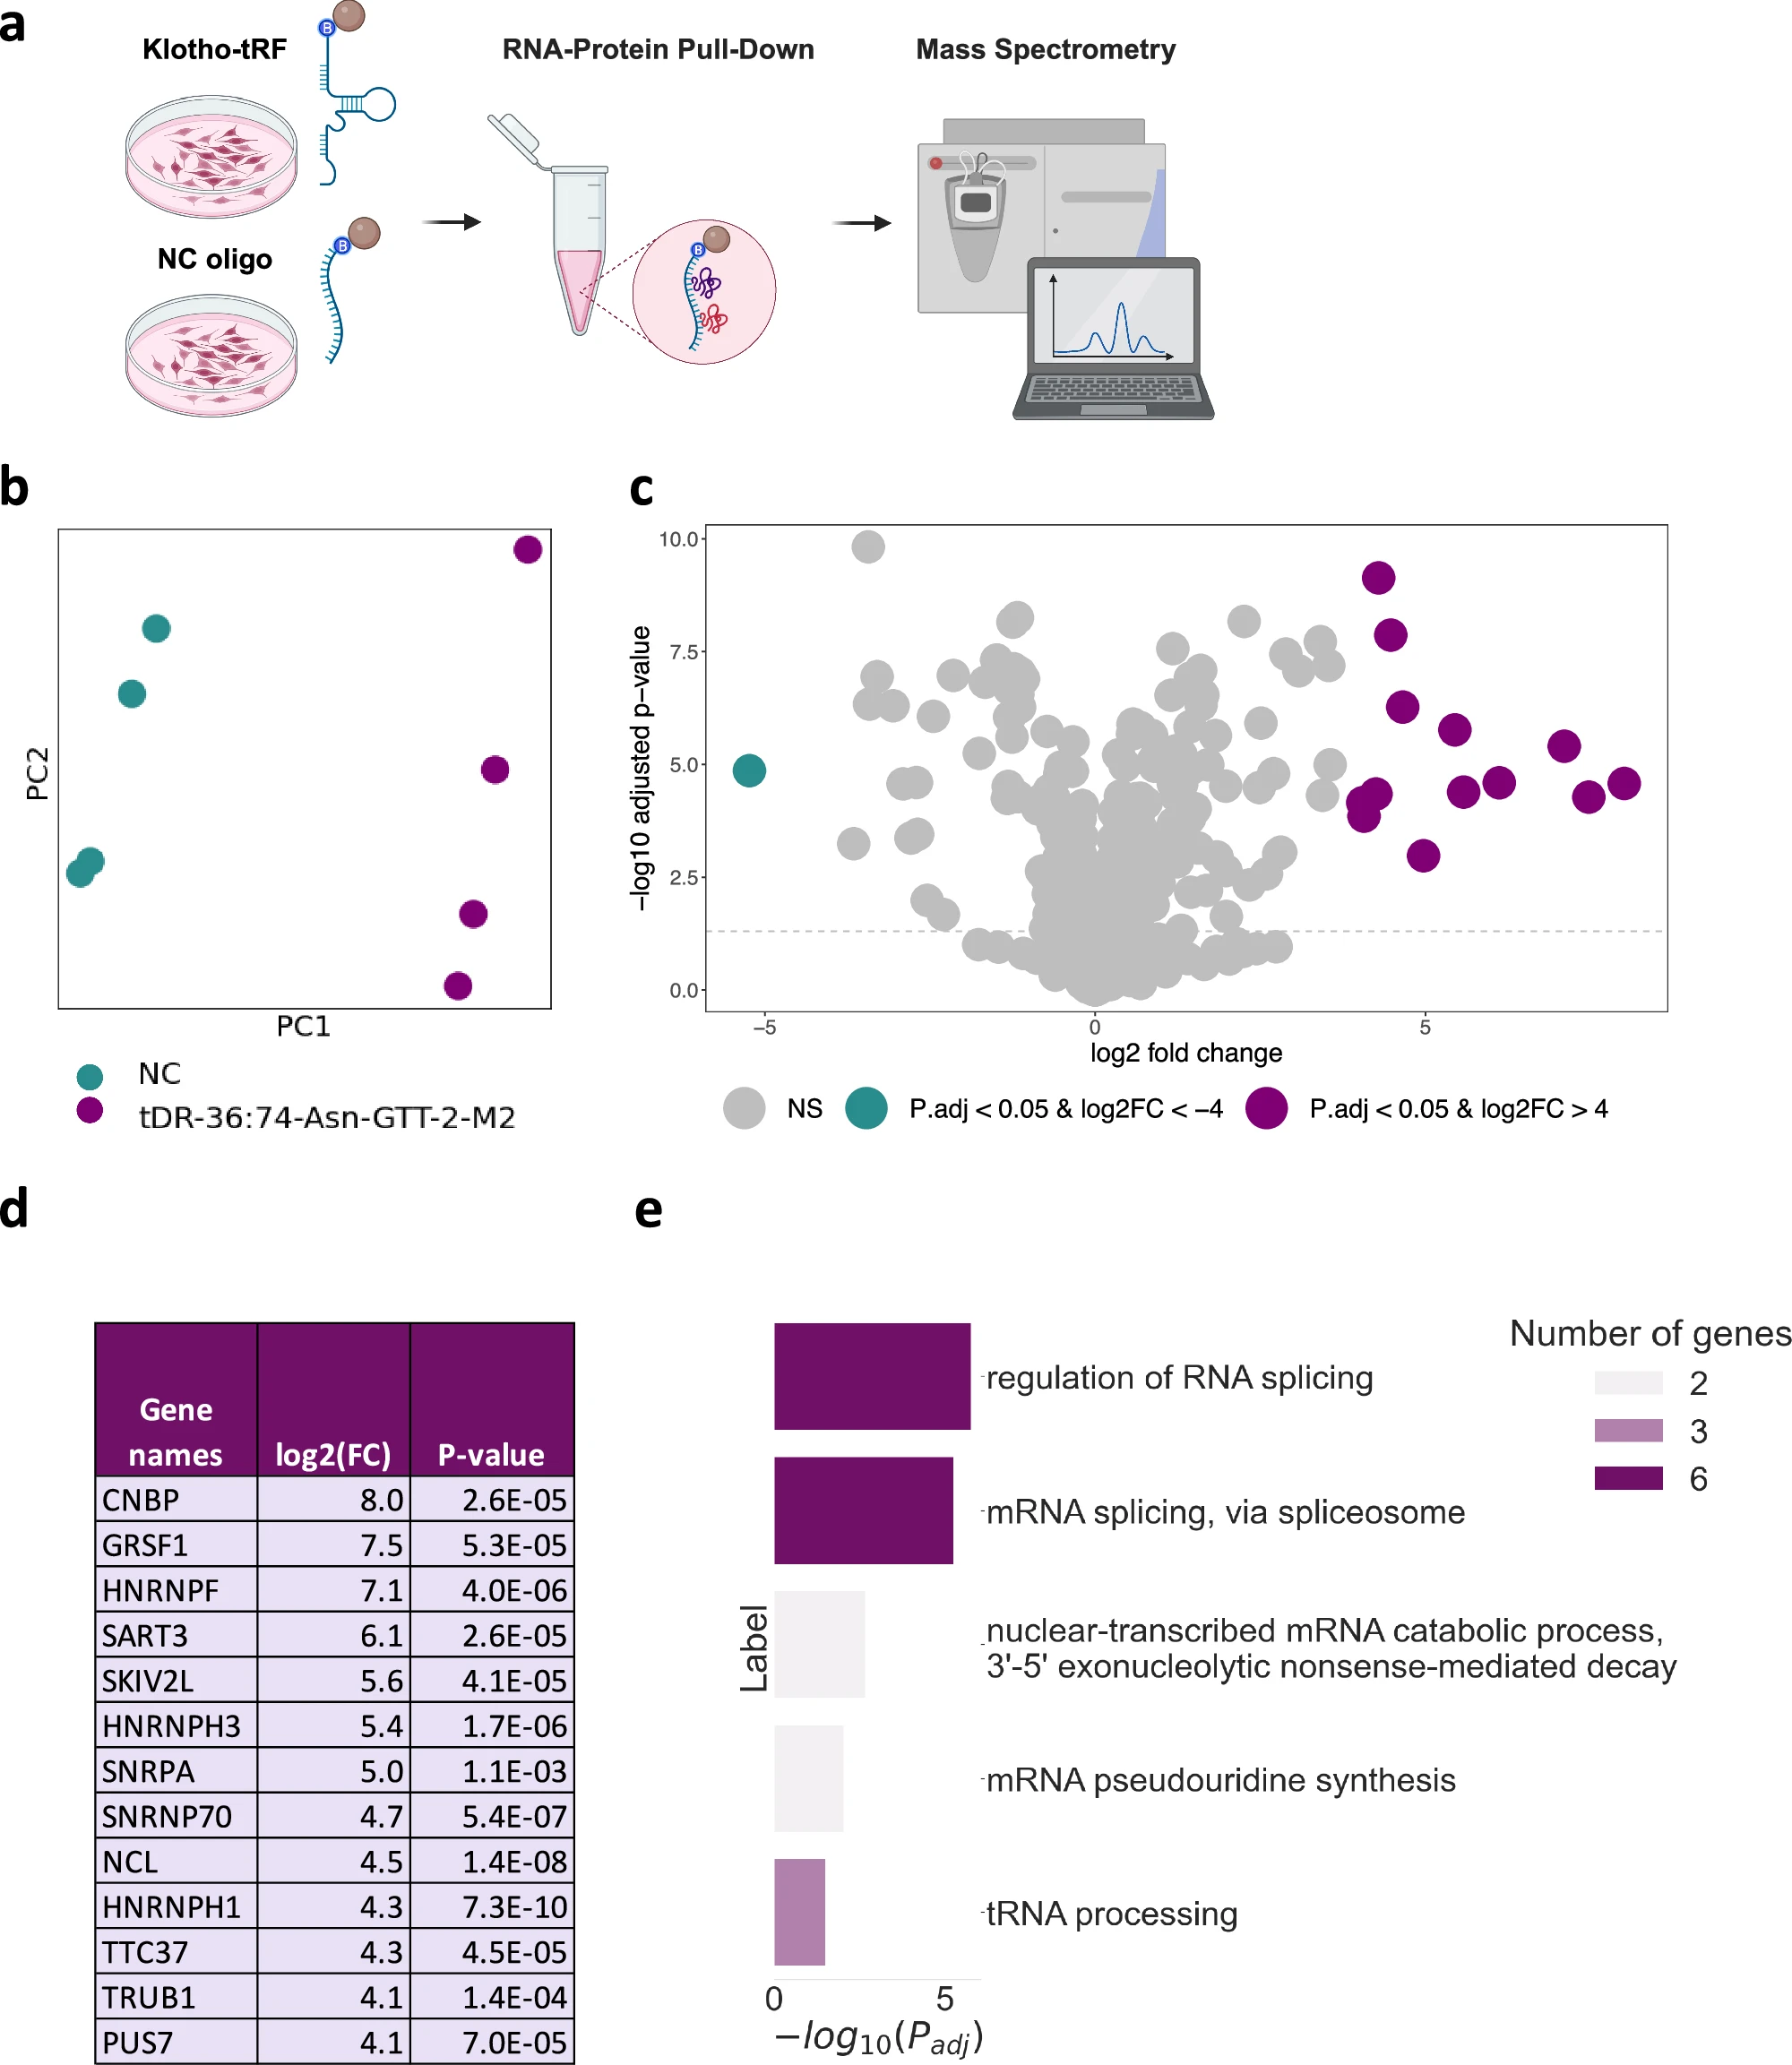 a
Klotho-tRF
RNA-Protein Pull-Down
Mass Spectrometry
B
NC oligo
B
B
b
PC2
PC1
NC
tDR-36:74-Asn-GTT-2-M2
c
−log10 adjusted p−value
10.0
7.5
5.0
2.5
0.0
−5
0
5
log2 fold change
NS
P.adj < 0.05 & log2FC < −4
P.adj < 0.05 & log2FC > 4
d
Gene names log2(FC) P-value
CNBP 8.0 2.6E-05
GRSF1 7.5 5.3E-05
HNRNPF 7.1 4.0E-06
SART3 6.1 2.6E-05
SKIV2L 5.6 4.1E-05
HNRNPH3 5.4 1.7E-06
SNRPA 5.0 1.1E-03
SNRNP70 4.7 5.4E-07
NCL 4.5 1.4E-08
HNRNPH1 4.3 7.3E-10
TTC37 4.3 4.5E-05
TRUB1 4.1 1.4E-04
PUS7 4.1 7.0E-05
e
Label
regulation of RNA splicing
mRNA splicing, via spliceosome
nuclear-transcribed mRNA catabolic process,
3'-5' exonucleolytic nonsense-mediated decay
mRNA pseudouridine synthesis
tRNA processing
0
5
−log10(Padj)
Number of genes
2
3
6